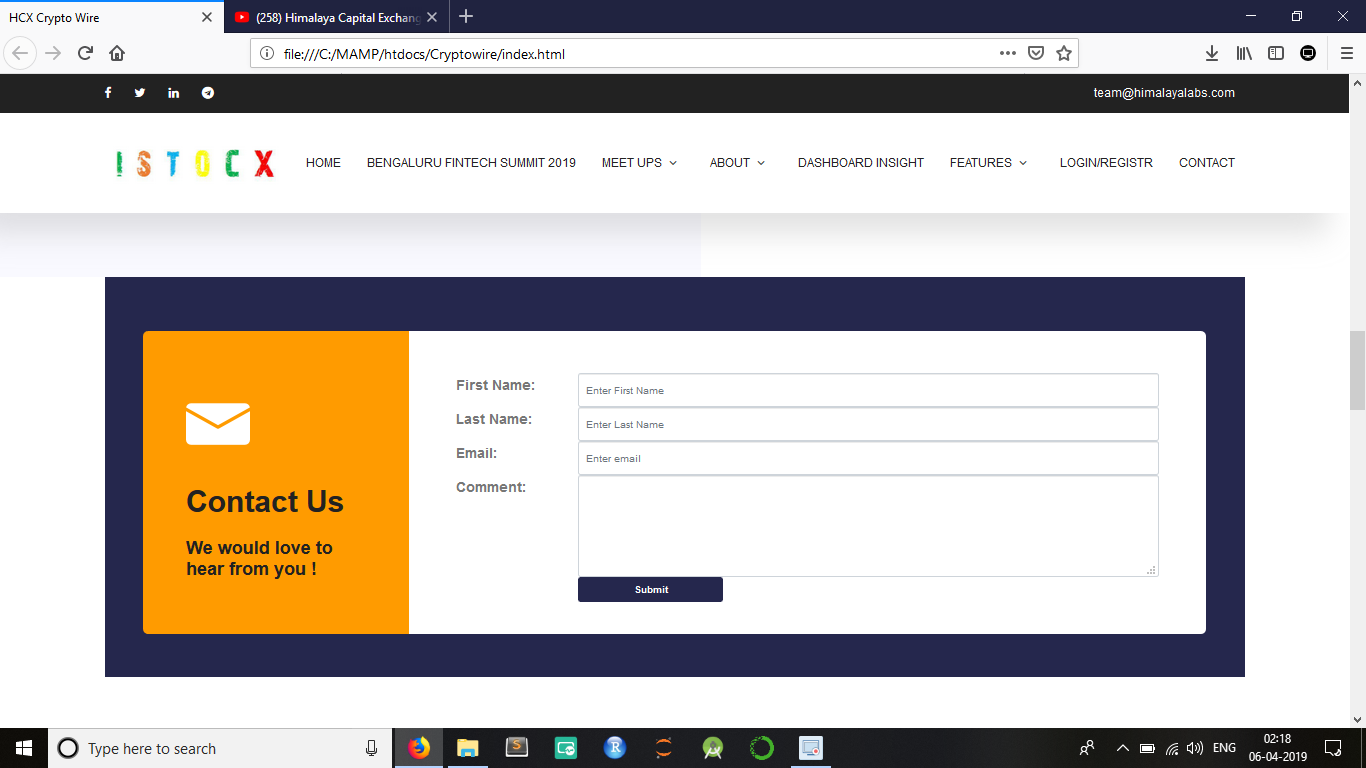 HCX Crypto Wire
(258) Himalaya Capital Exchang
file:///C:/MAMP/htdocs/Cryptowire/index.html
team@himalayalabs.com
ISTOCX
HOME
BENGALURU FINTECH SUMMIT 2019
MEET UPS
ABOUT
DASHBOARD INSIGHT
FEATURES
LOGIN/REGISTR
CONTACT
Contact Us
We would love to
hear from you !
First Name:
Enter First Name
Last Name:
Enter Last Name
Email:
Enter email
Comment:
Submit
Type here to search
ENG
02:18
06-04-2019